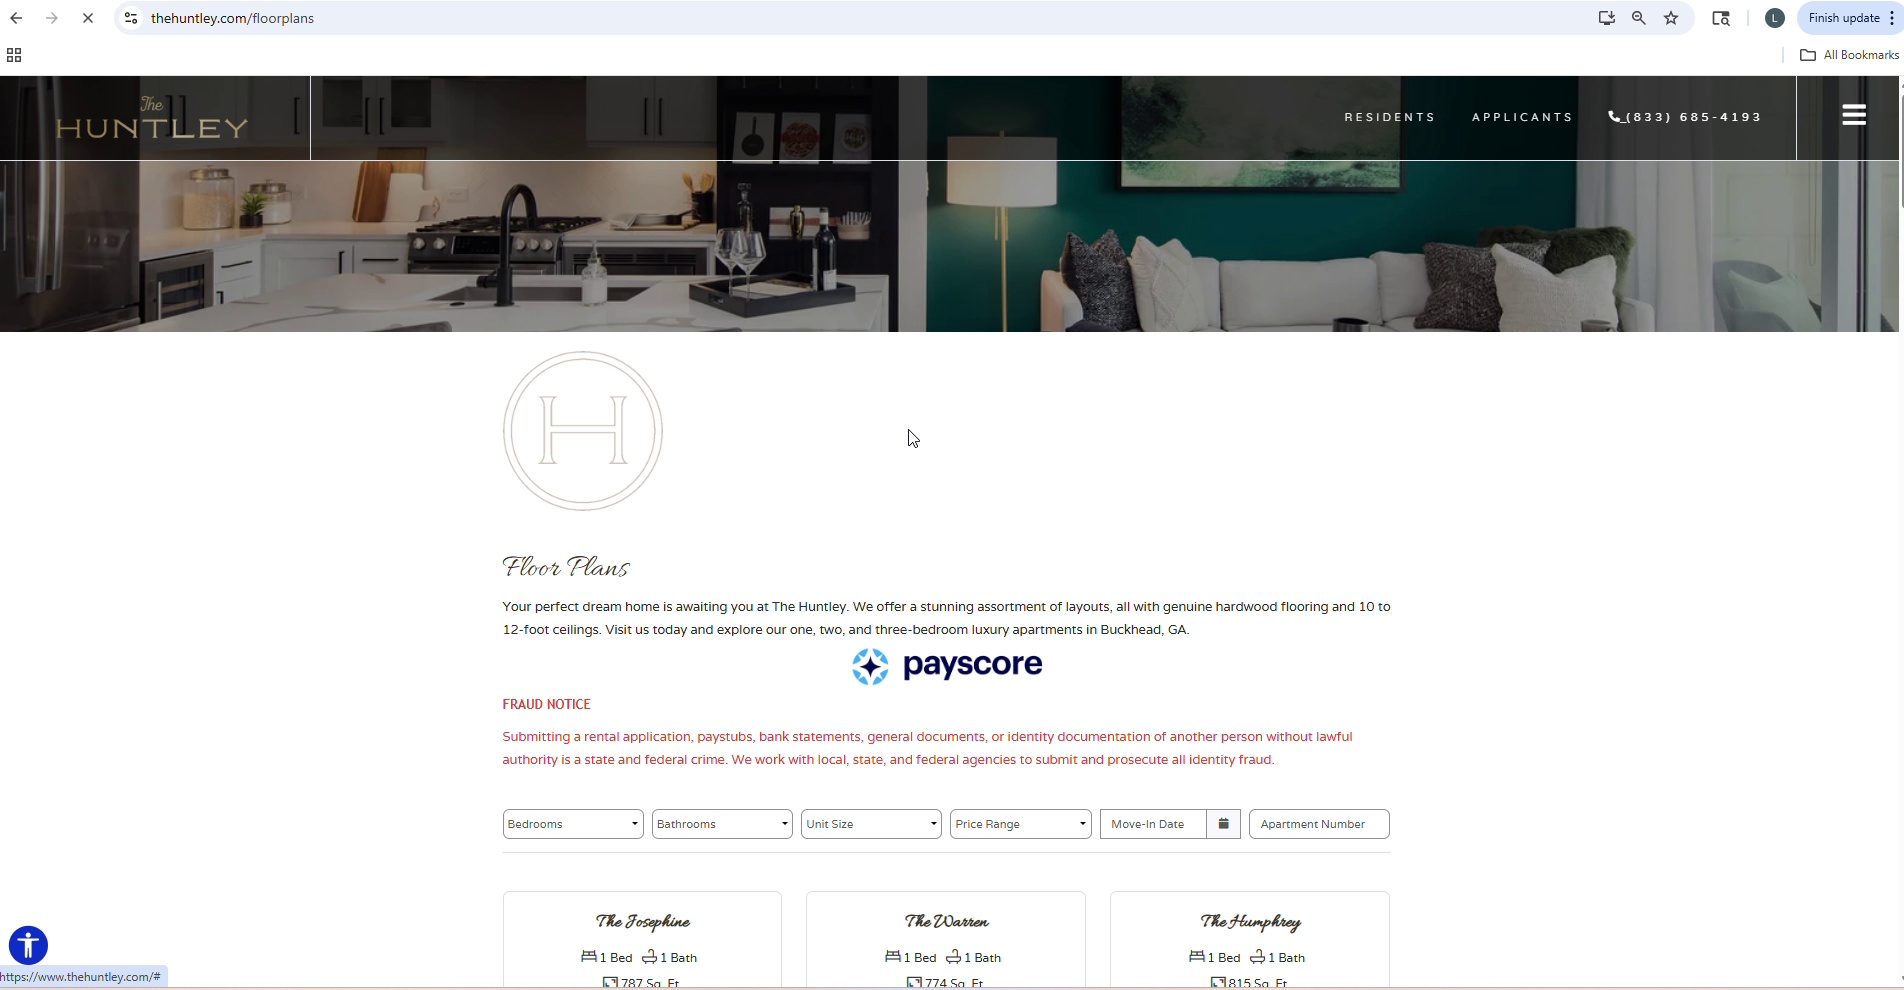 thehuntley.com/floorplans
L
Finish update
All Bookmarks
The
HUNTLEY
RESIDENTS
APPLICANTS
(833) 685-4193
H
Floor Plans
Your perfect dream home is awaiting you at The Huntley. We offer a stunning assortment of layouts, all with genuine hardwood flooring and 10 to
12-foot ceilings. Visit us today and explore our one, two, and three-bedroom luxury apartments in Buckhead, GA.
payscore
FRAUD NOTICE
Submitting a rental application, paystubs, bank statements, general documents, or identity documentation of another person without lawful
authority is a state and federal crime. We work with local, state, and federal agencies to submit and prosecute all identity fraud.
Bedrooms
Bathrooms
Unit Size
Price Range
Move-In Date
Apartment Number
The Josephine
1 Bed 1 Bath
787 Sq. Ft
The Warren
1 Bed 1 Bath
774 Sq. Ft
The Humphrey
1 Bed 1 Bath
815 Sq. Ft
https://www.thehuntley.com/#